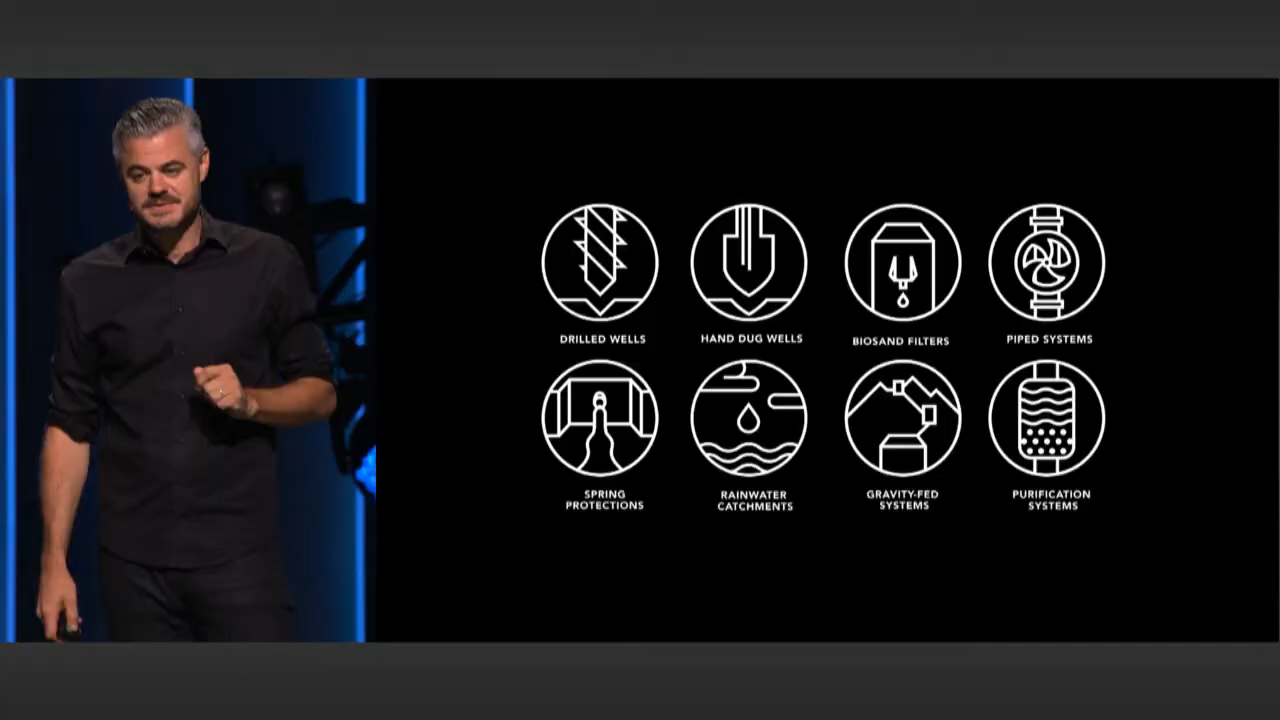 DRILLED WELLS
HAND DUG WELLS
BIOSAND FILTERS
PIPED SYSTEMS
SPRING
PROTECTIONS
RAINWATER
CATCHMENTS
GRAVITY-FED
SYSTEMS
PURIFICATION
SYSTEMS